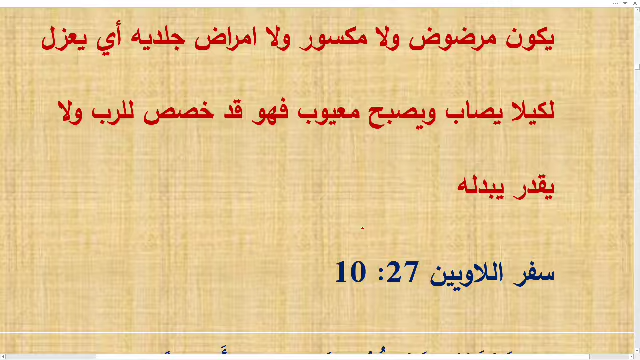 يكون مرضوض ولا مكسور ولا امراض جلديه أي يعزل
لكيلا يصاب ويصبح معيوب فهو قد خصص للرب ولا
يقدر يبدله
سفر اللاويين 27: 10